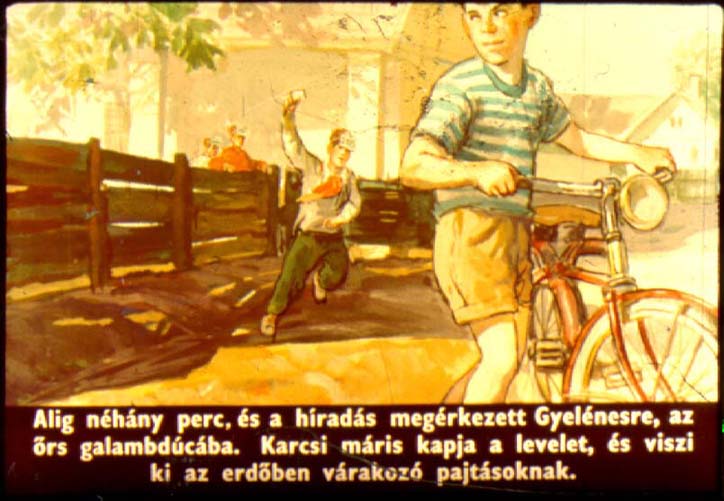 Alig néhány perc, és a híradás megérkezett Gyelénesre, az
őrs galambdúcába. Karcsi máris kapja a levelet, és viszi
ki az erdőben várakozó pajtásoknak.